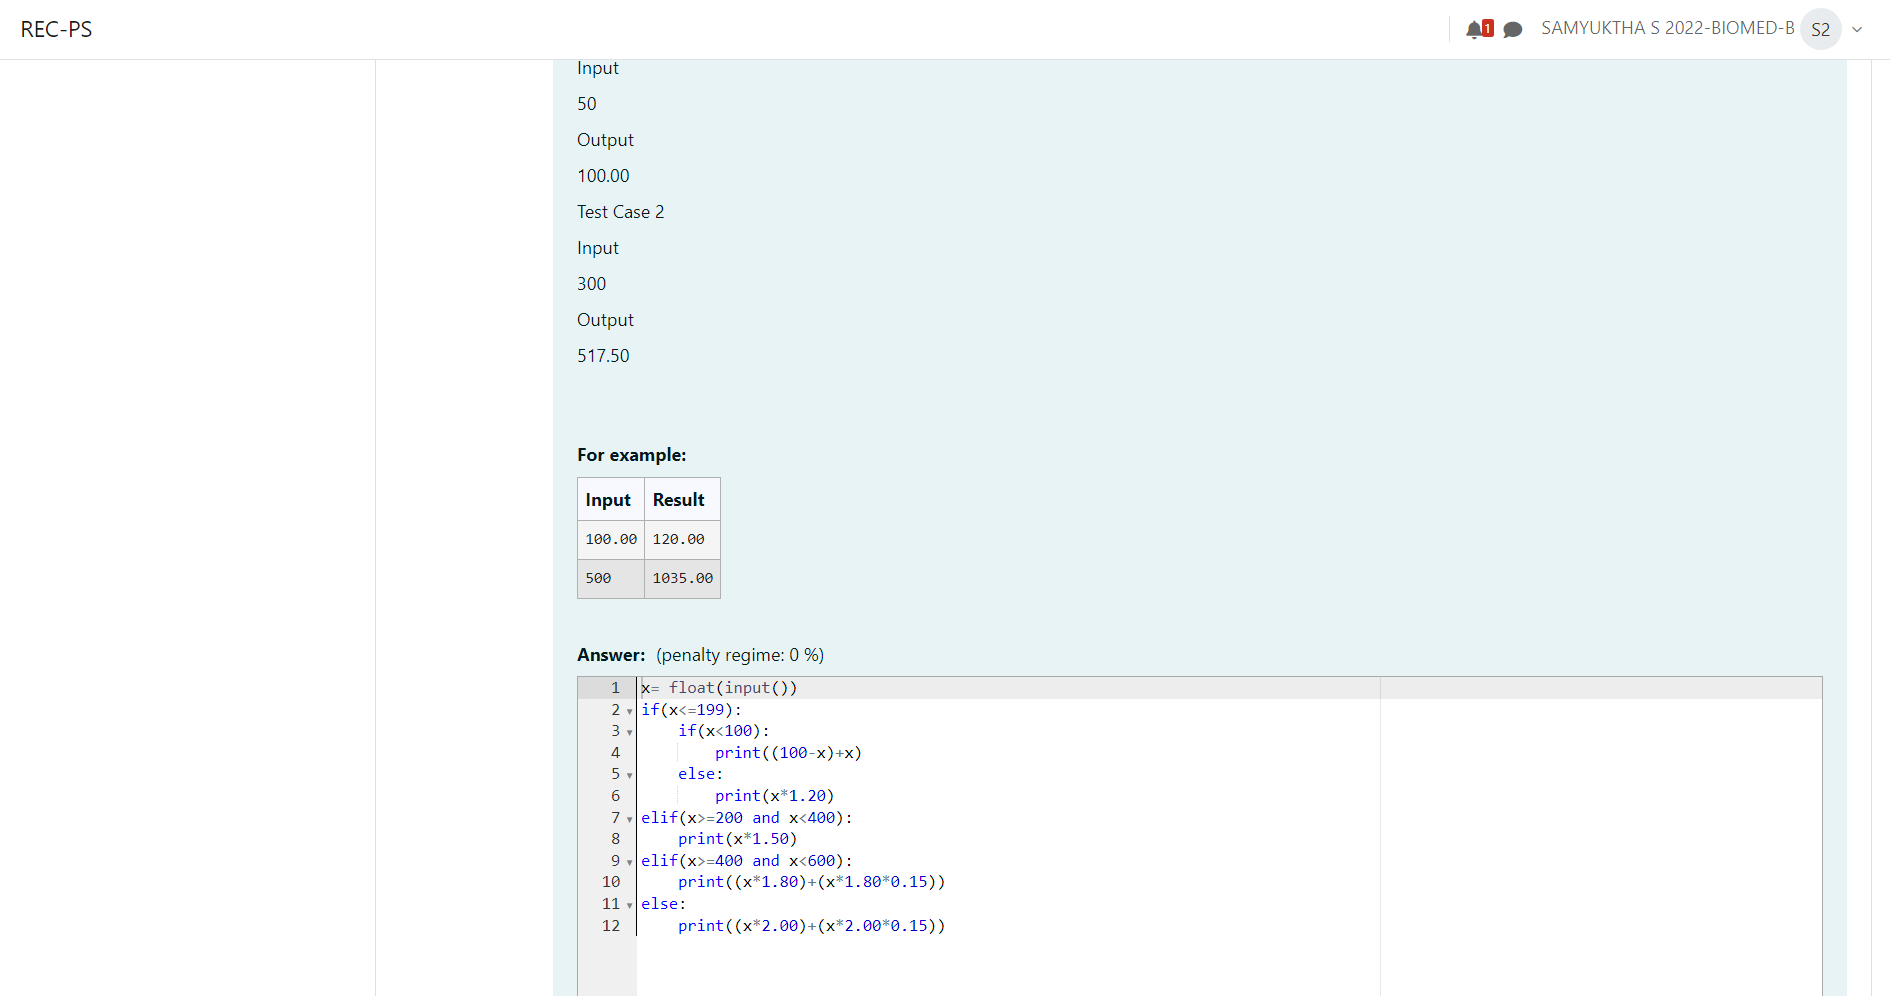 REC-PS
1
SAMYUKTHA S 2022-BIOMED-B
S2
Input
50
Output
100.00
Test Case 2
Input
300
Output
517.50
For example:
Input Result
100.00 120.00
500 1035.00
Answer: (penalty regime: 0 %)
1 x= float(input())
2 if(x<=199):
3     if(x<100):
4         print((100-x)+x)
5     else:
6         print(x*1.20)
7 elif(x>=200 and x<400):
8     print(x*1.50)
9 elif(x>=400 and x<600):
10     print((x*1.80)+(x*1.80*0.15))
11 else:
12     print((x*2.00)+(x*2.00*0.15))